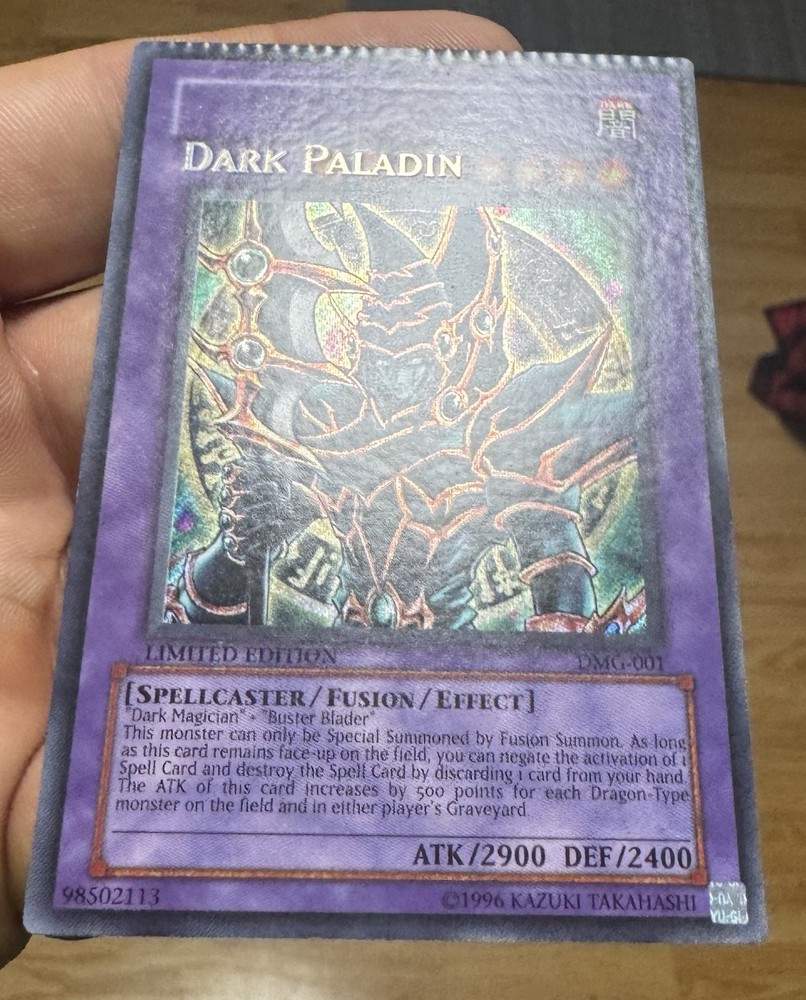 DARK
闇
DARK PALADIN
LIMITED EDITION
DMG-001
[SPELLCASTER/FUSION/EFFECT]
"Dark Magician" + "Buster Blader"
This monster can only be Special Summoned by Fusion Summon. As long
as this card remains face-up on the field, you can negate the activation of 1
Spell Card and destroy the Spell Card by discarding 1 card from your hand.
The ATK of this card increases by 500 points for each Dragon-Type
monster on the field and in either player's Graveyard.
ATK/2900 DEF/2400
98502113
©1996 KAZUKI TAKAHASHI